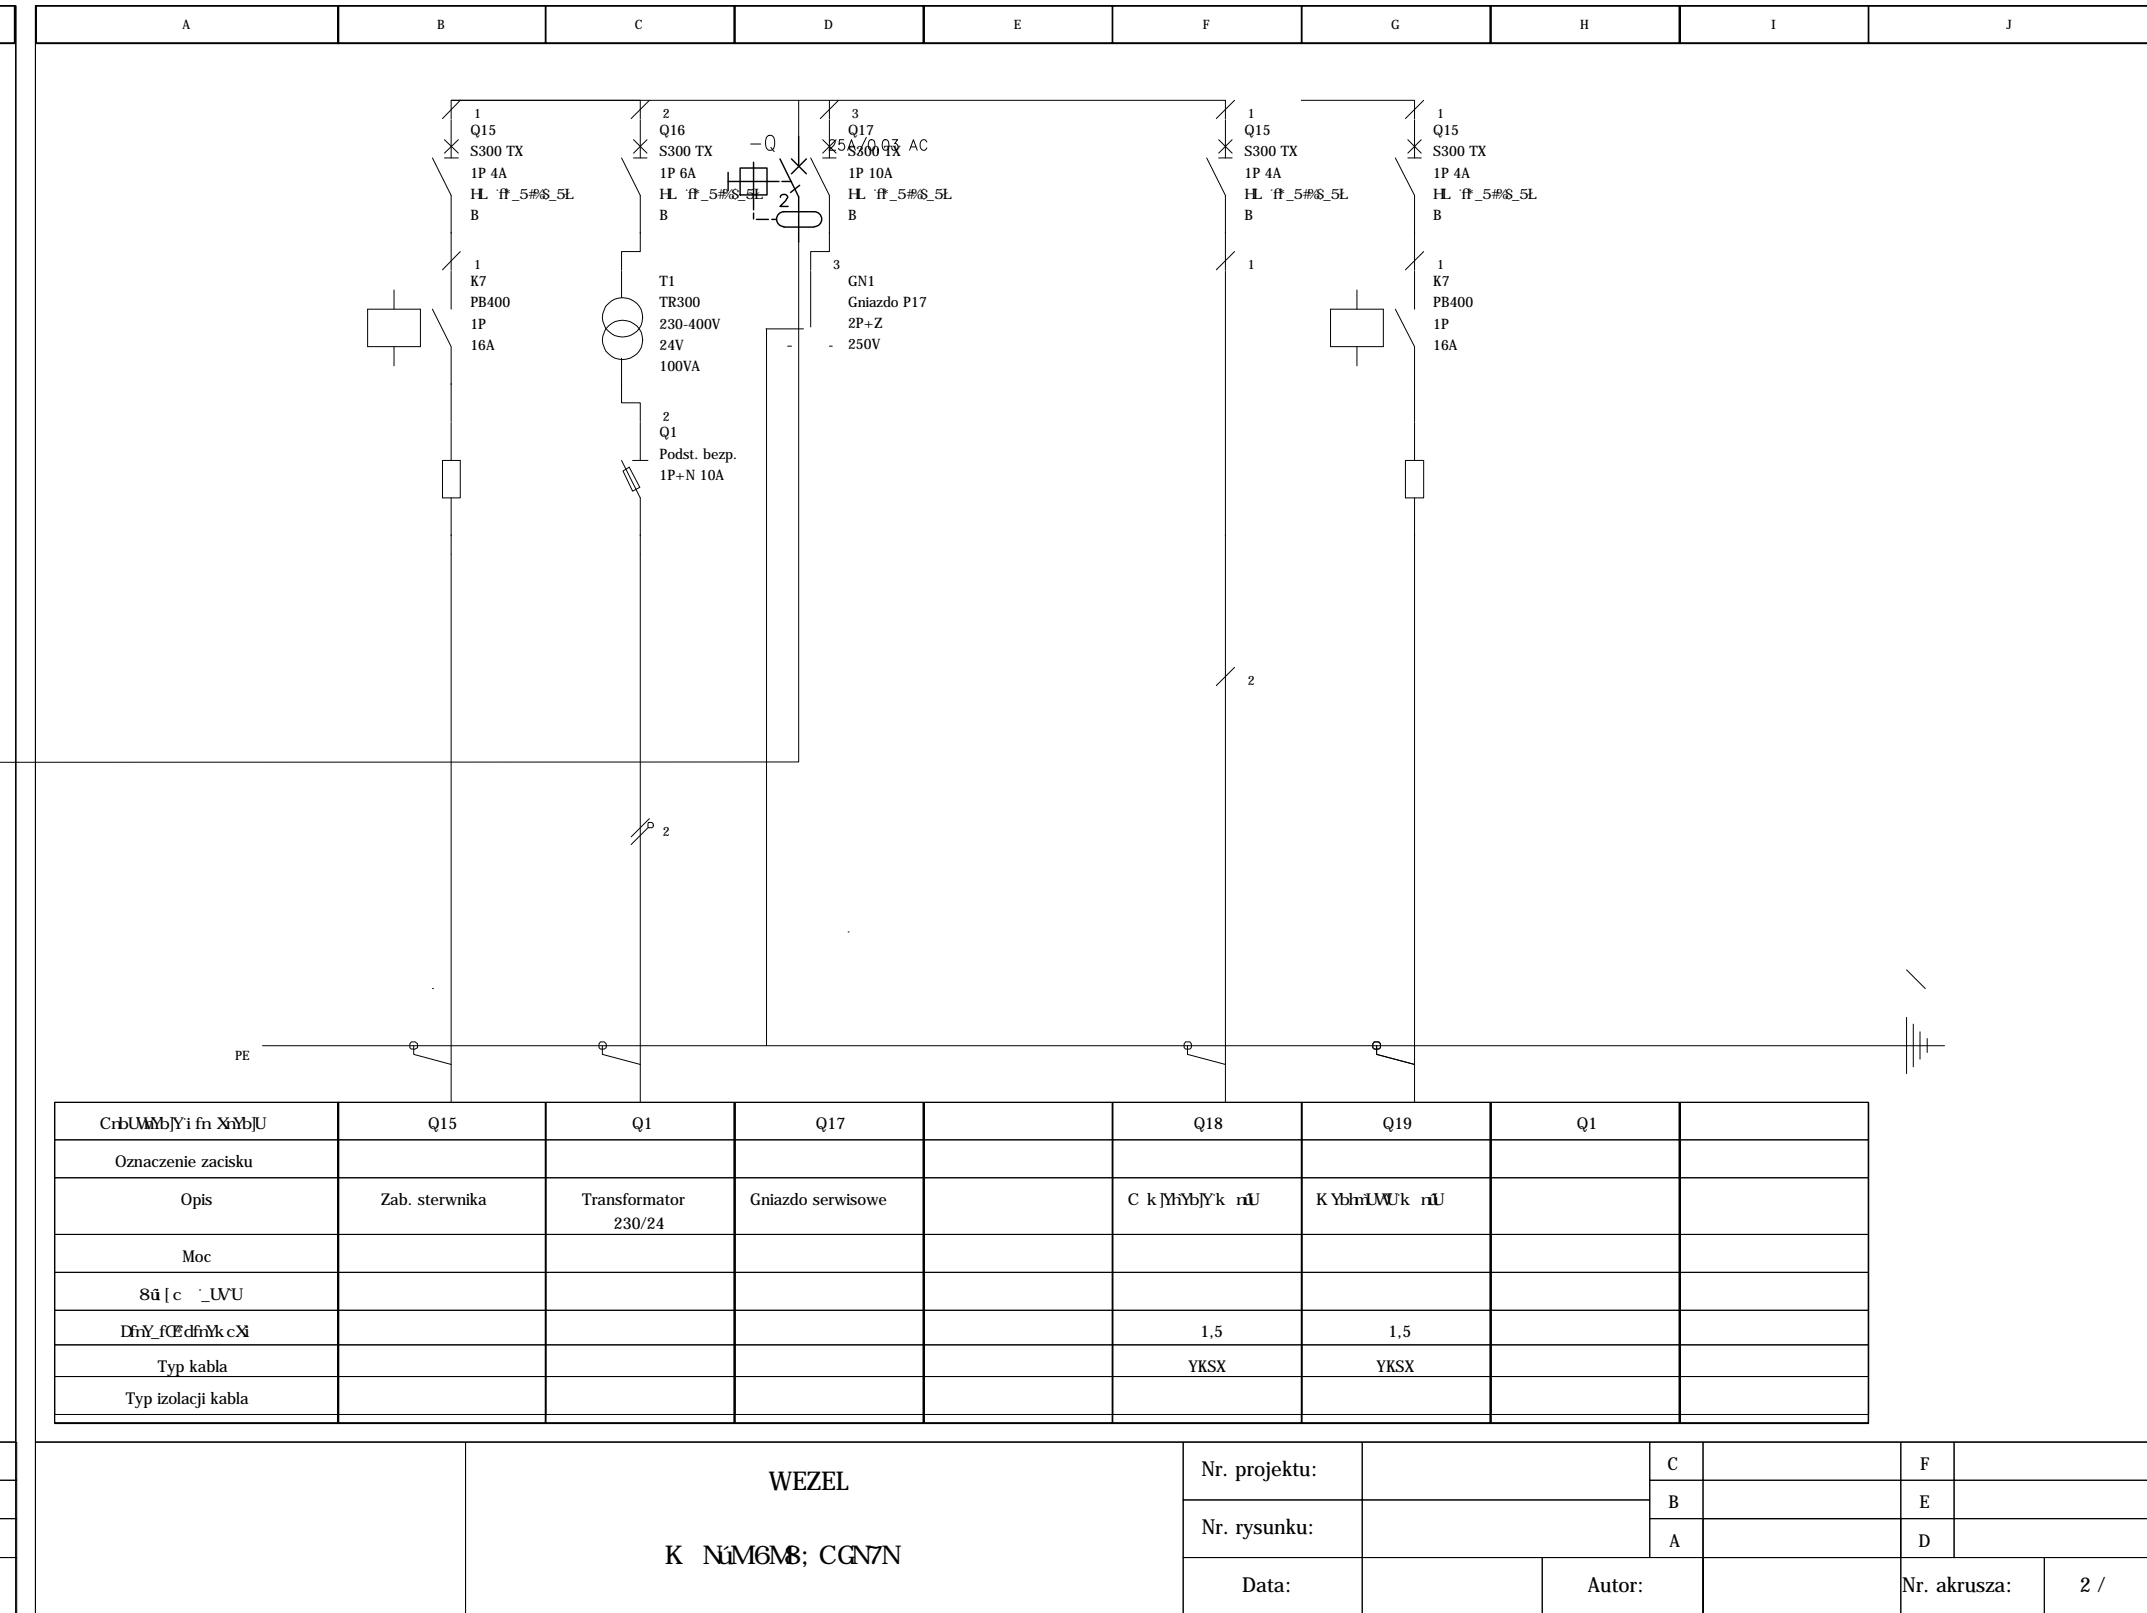 A B C D E F G H I J
1
Q15
S300 TX
1P 4A
B
2
Q16
S300 TX
1P 6A
B
-Q
25A/0,03 AC
2
3
Q17
S300 TX
1P 10A
B
1
Q15
S300 TX
1P 4A
B
1
Q15
S300 TX
1P 4A
B
1
K7
PB400
1P
16A
T1
TR300
230-400V
24V
100VA
3
GN1
Gniazdo P17
2P+Z
250V
- -
1
1
K7
PB400
1P
16A
2
Q1
Podst. bezp.
1P+N 10A
2
2
PE
Q15 Q1 Q17 Q18 Q19 Q1
Oznaczenie zacisku
Opis Zab. sterwnika Transformator Gniazdo serwisowe
230/24
Moc
1,5 1,5
Typ kabla YKSX YKSX
Typ izolacji kabla
WEZEL
Nr. projektu:
Nr. rysunku:
C F
B E
A D
Data: Autor: Nr. akrusza: 2 /